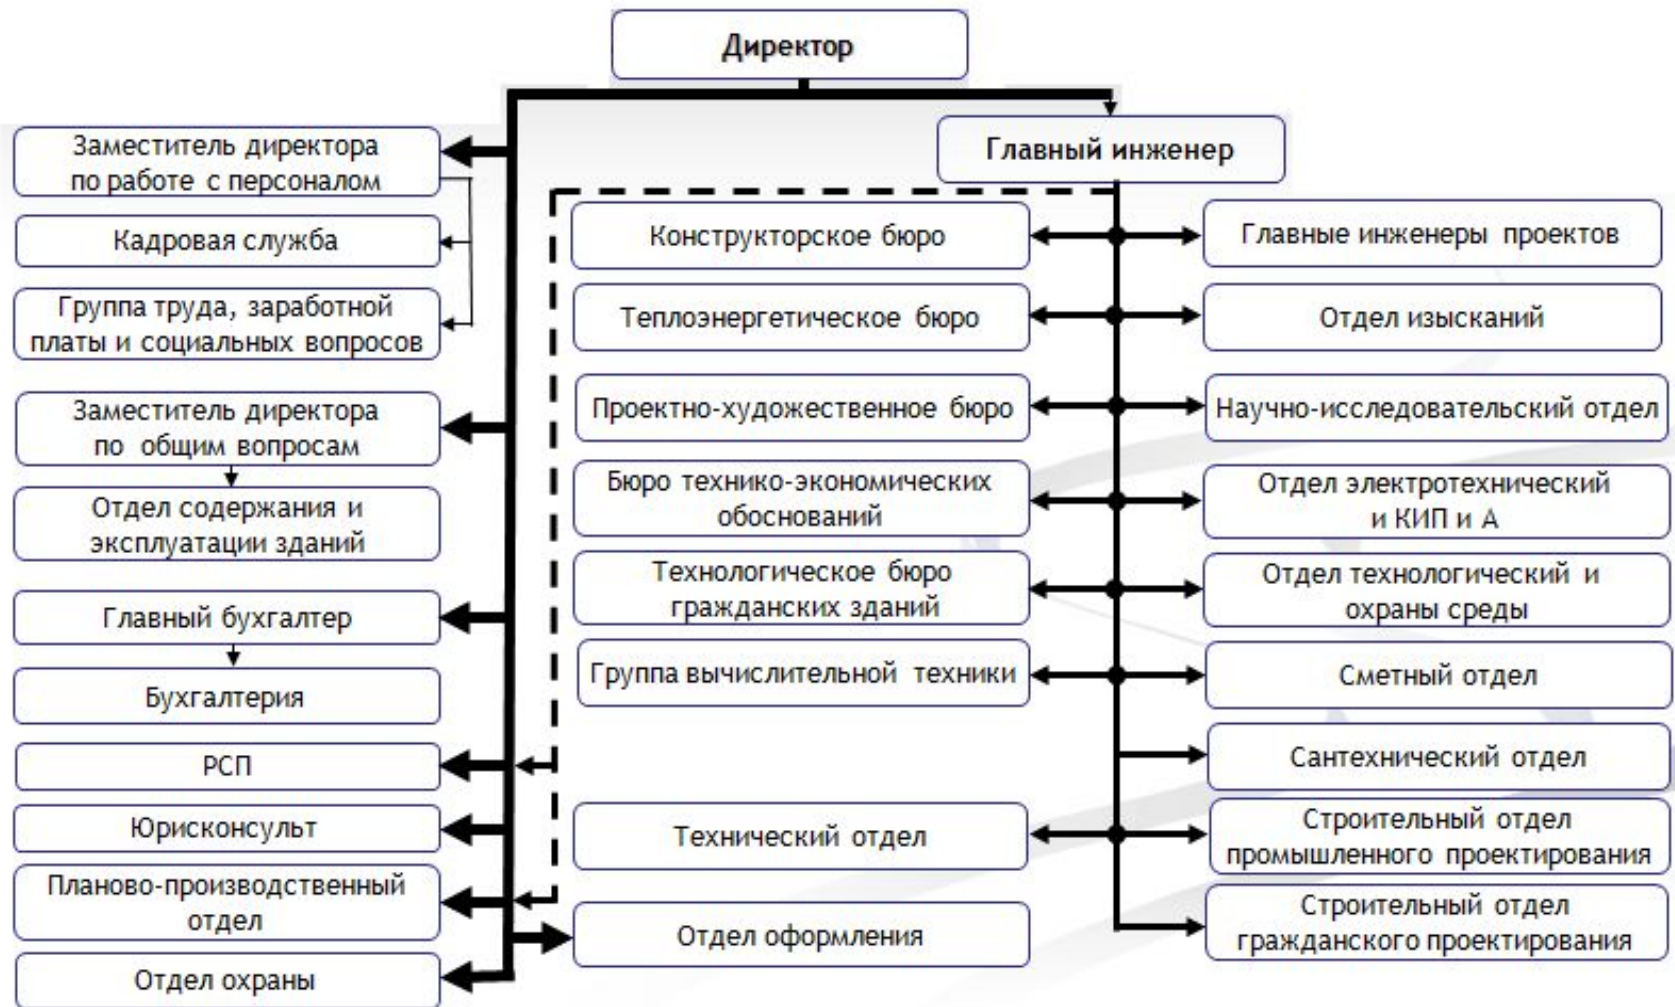 Директор
Главный инженер
Заместитель директора
по работе с персоналом
Кадровая служба
Группа труда, заработной
платы и социальных вопросов
Заместитель директора
по общим вопросам
Отдел содержания и
эксплуатации зданий
Главный бухгалтер
Бухгалтерия
РСП
Юрисконсульт
Планово-производственный
отдел
Отдел охраны
Конструкторское бюро
Теплоэнергетическое бюро
Проектно-художественное бюро
Бюро технико-экономических
обоснований
Технологическое бюро
гражданских зданий
Группа вычислительной техники
Технический отдел
Отдел оформления
Главные инженеры проектов
Отдел изысканий
Научно-исследовательский отдел
Отдел электротехнический
и КИП и А
Отдел технологический и
охраны среды
Сметный отдел
Сантехнический отдел
Строительный отдел
промышленного проектирования
Строительный отдел
гражданского проектирования